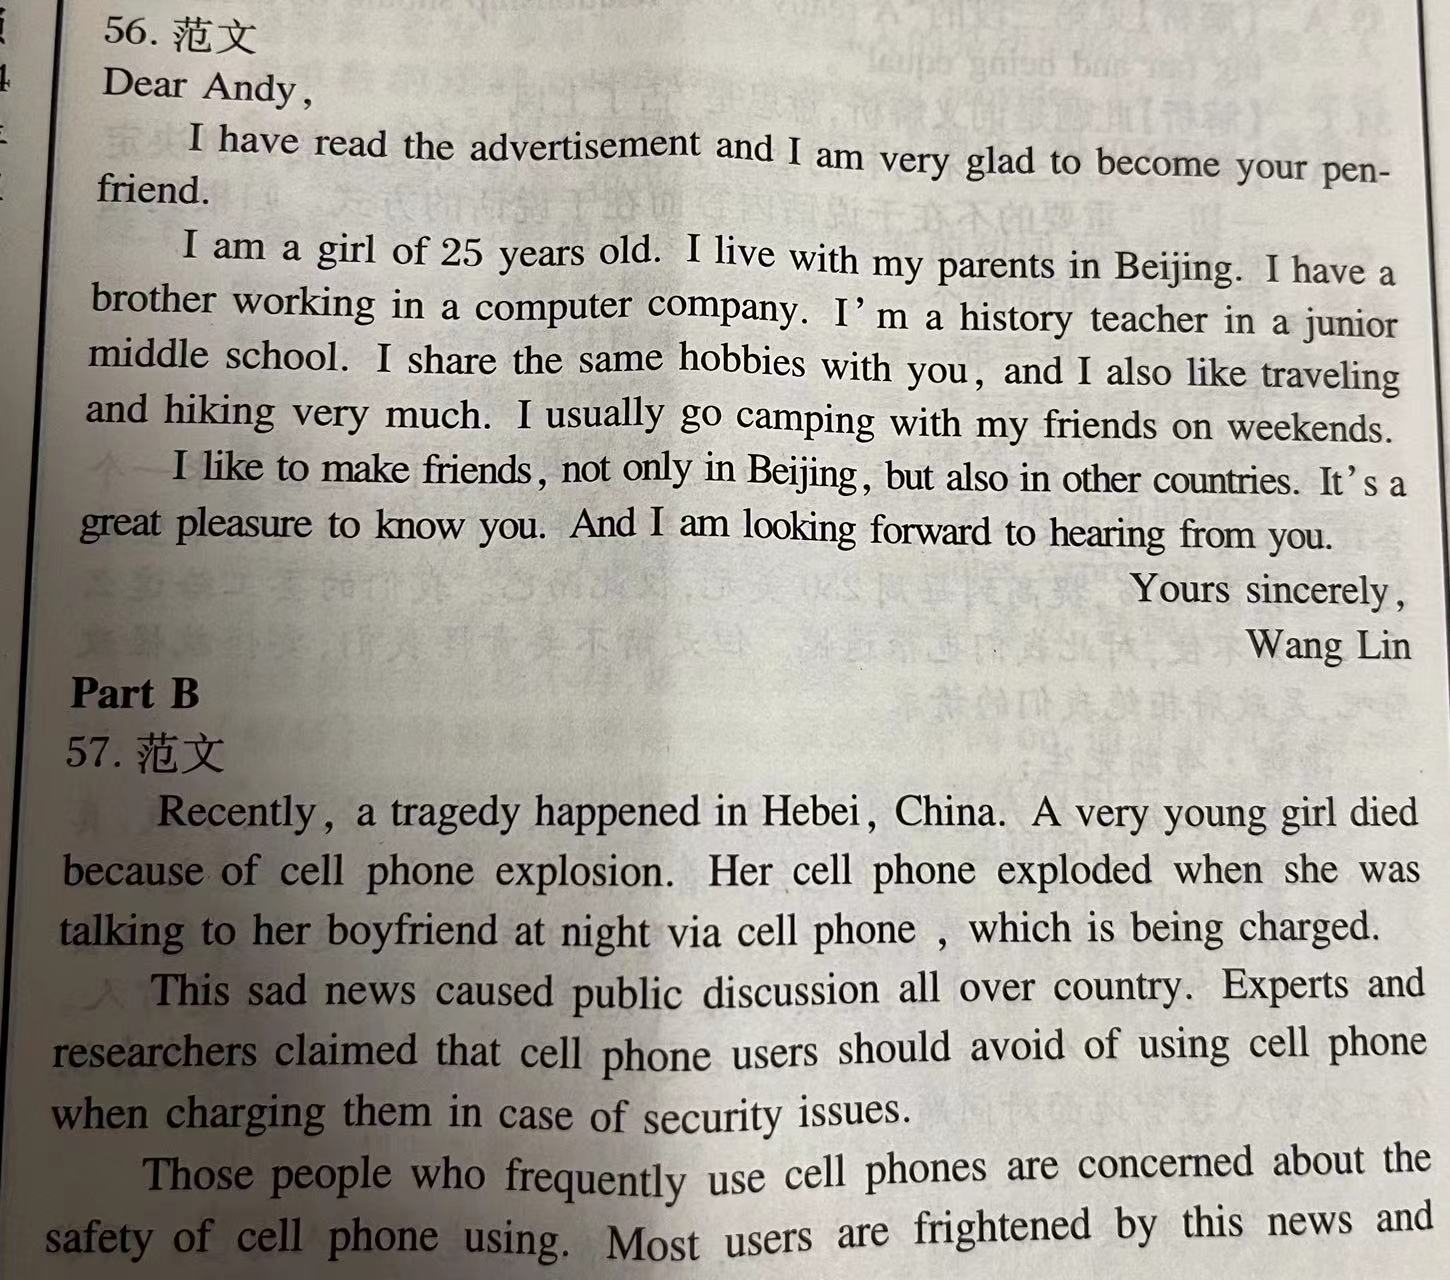 56. 范文
Dear Andy,
I have read the advertisement and I am very glad to become your pen-
friend.
I am a girl of 25 years old. I live with my parents in Beijing. I have a
brother working in a computer company. I'm a history teacher in a junior
middle school. I share the same hobbies with you, and I also like traveling
and hiking very much. I usually go camping with my friends on weekends.
I like to make friends, not only in Beijing, but also in other countries. It's a
great pleasure to know you. And I am looking forward to hearing from you.
Yours sincerely,
Wang Lin
Part B
57. 范文
Recently, a tragedy happened in Hebei, China. A very young girl died
because of cell phone explosion. Her cell phone exploded when she was
talking to her boyfriend at night via cell phone , which is being charged.
This sad news caused public discussion all over country. Experts and
researchers claimed that cell phone users should avoid of using cell phone
when charging them in case of security issues.
Those people who frequently use cell phones are concerned about the
safety of cell phone using. Most users are frightened by this news and